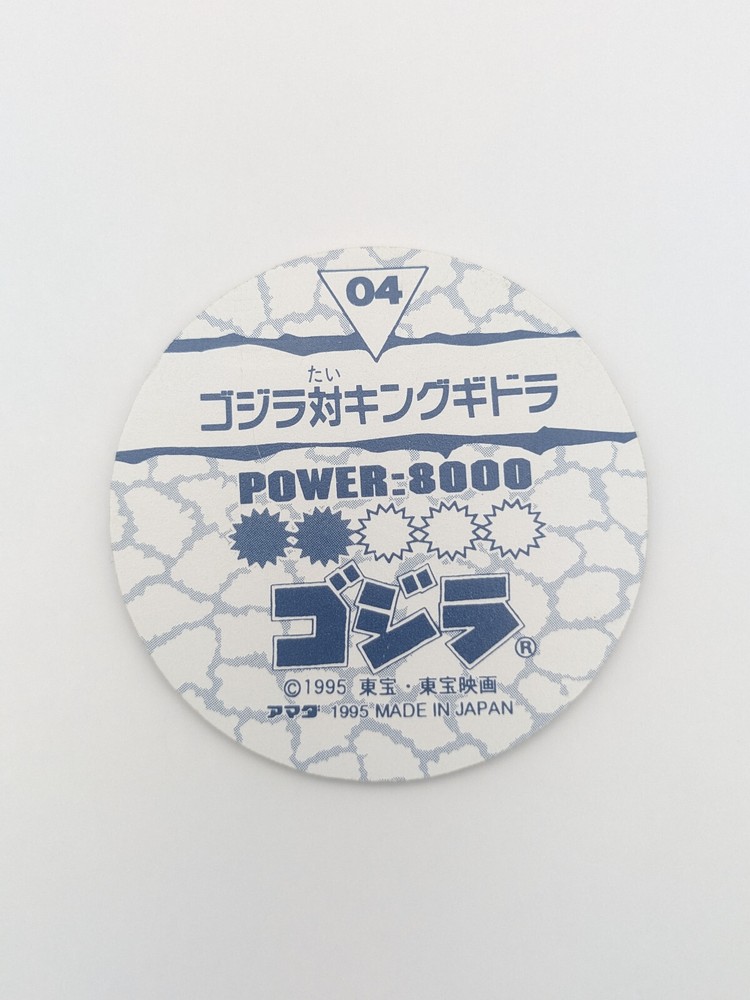 04
たい
ゴジラ対キングギドラ
POWER:8000
ゴジラ®
©1995 東宝・東宝映画
アマダ 1995 MADE IN JAPAN